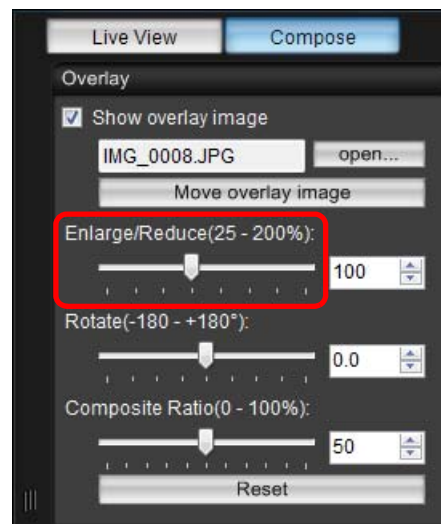 Live View Compose
Overlay
Show overlay image
IMG_0008.JPG open...
Move overlay image
Enlarge/Reduce(25 - 200%):
100
Rotate(-180 - +180°):
0.0
Composite Ratio(0 - 100%):
50
Reset